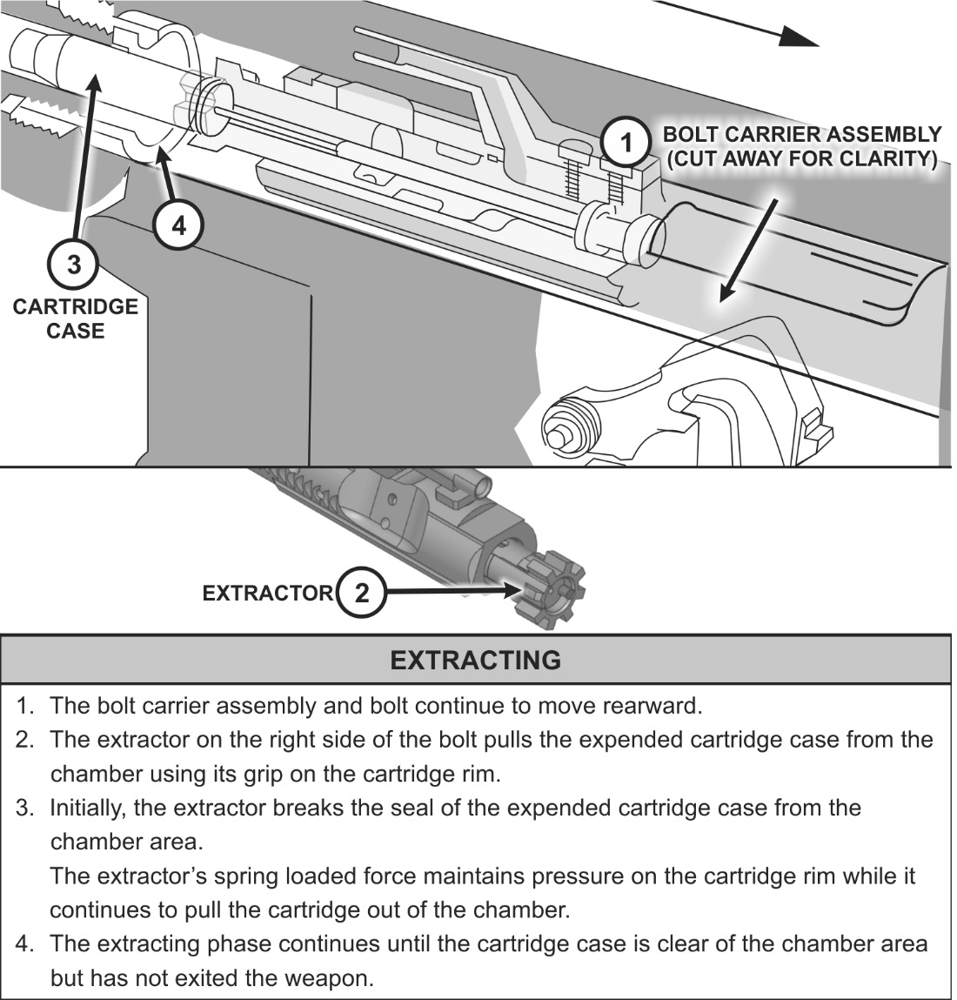 1
BOLT CARRIER ASSEMBLY
(CUT AWAY FOR CLARITY)
4
3
CARTRIDGE
CASE
EXTRACTOR 2
EXTRACTING
1. The bolt carrier assembly and bolt continue to move rearward.
2. The extractor on the right side of the bolt pulls the expended cartridge case from the
chamber using its grip on the cartridge rim.
3. Initially, the extractor breaks the seal of the expended cartridge case from the
chamber area.
The extractor’s spring loaded force maintains pressure on the cartridge rim while it
continues to pull the cartridge out of the chamber.
4. The extracting phase continues until the cartridge case is clear of the chamber area
but has not exited the weapon.